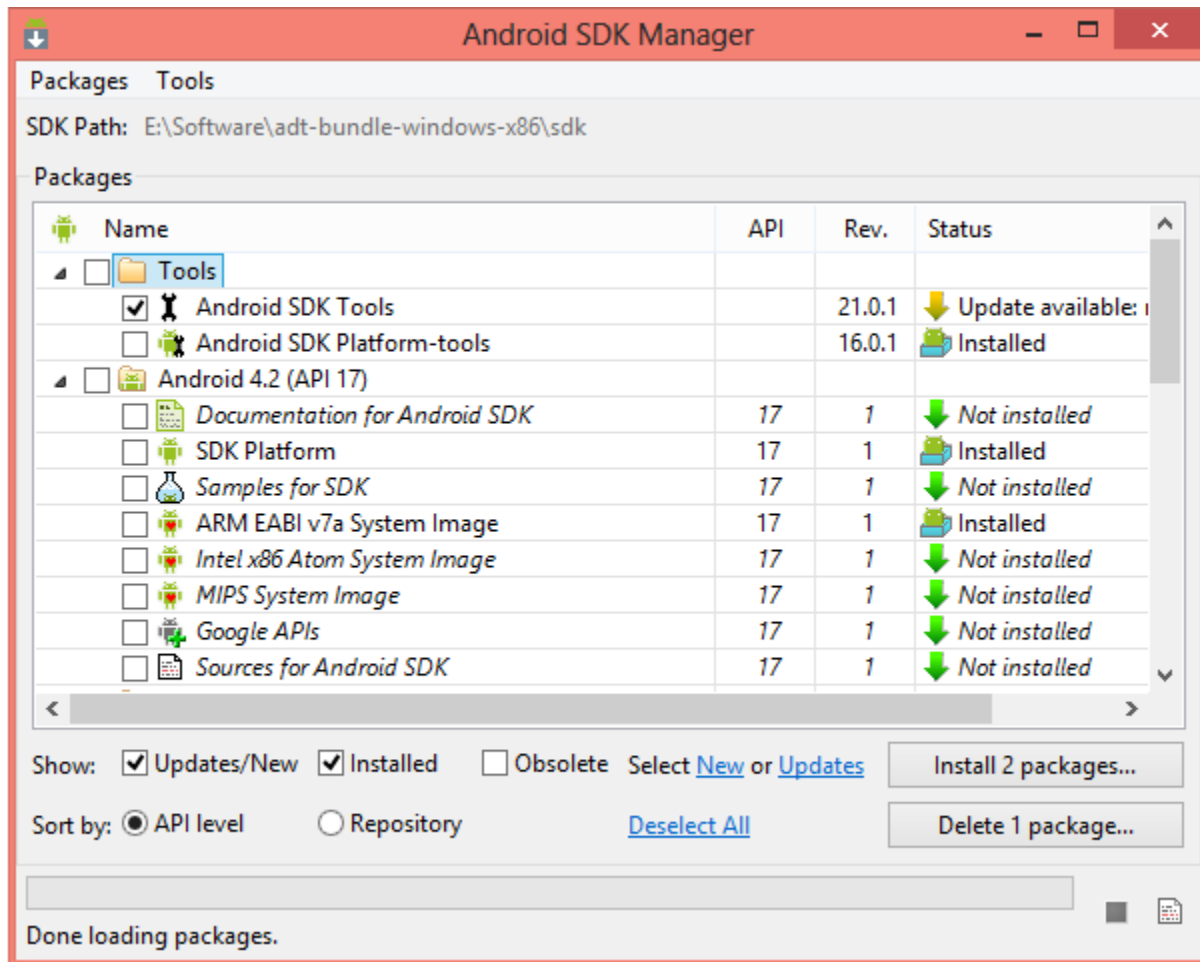 Android SDK Manager
Packages Tools
SDK Path: E:\Software\adt-bundle-windows-x86\sdk
Packages
Name API Rev. Status
Tools
Android SDK Tools 21.0.1 Update available:
Android SDK Platform-tools 16.0.1 Installed
Android 4.2 (API 17)
Documentation for Android SDK 17 1 Not installed
SDK Platform 17 1 Installed
Samples for SDK 17 1 Not installed
ARM EABI v7a System Image 17 1 Installed
Intel x86 Atom System Image 17 1 Not installed
MIPS System Image 17 1 Not installed
Google APIs 17 1 Not installed
Sources for Android SDK 17 1 Not installed
Show: Updates/New Installed Obsolete Select New or Updates Install 2 packages...
Sort by: API level Repository Deselect All Delete 1 package...
Done loading packages.